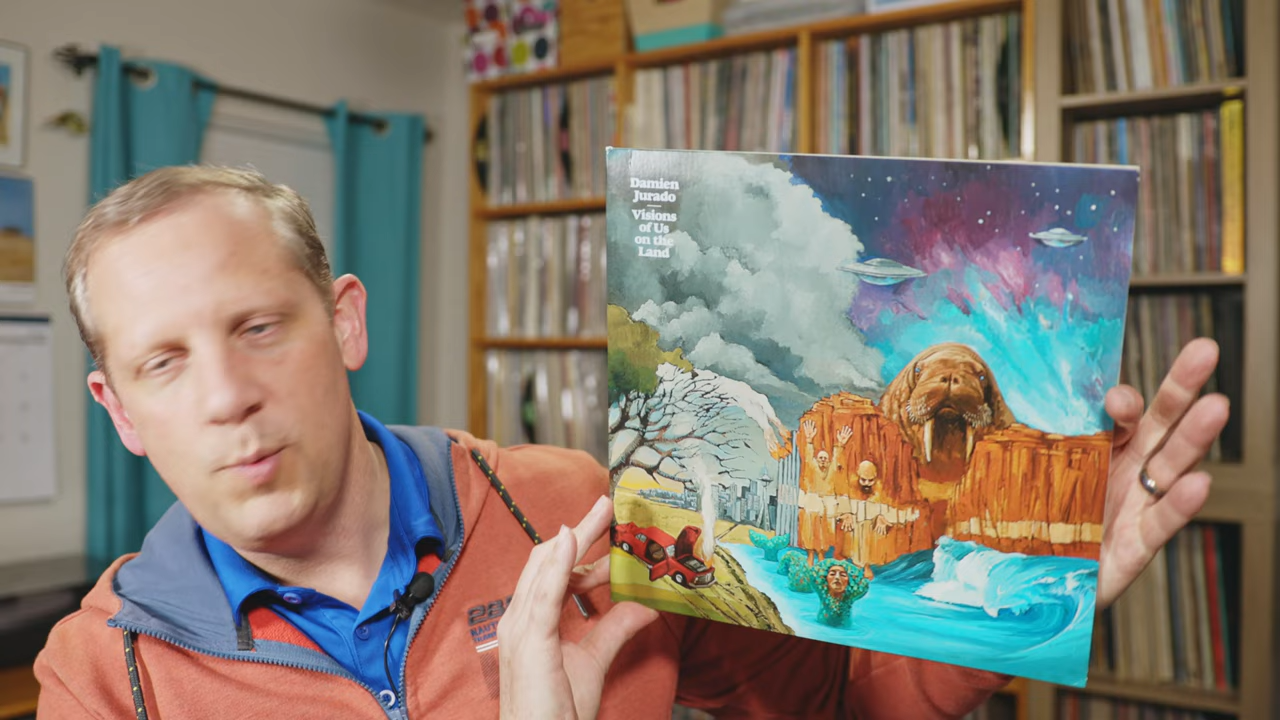 Damien
Jurado
Visions
of Us
on the
Land